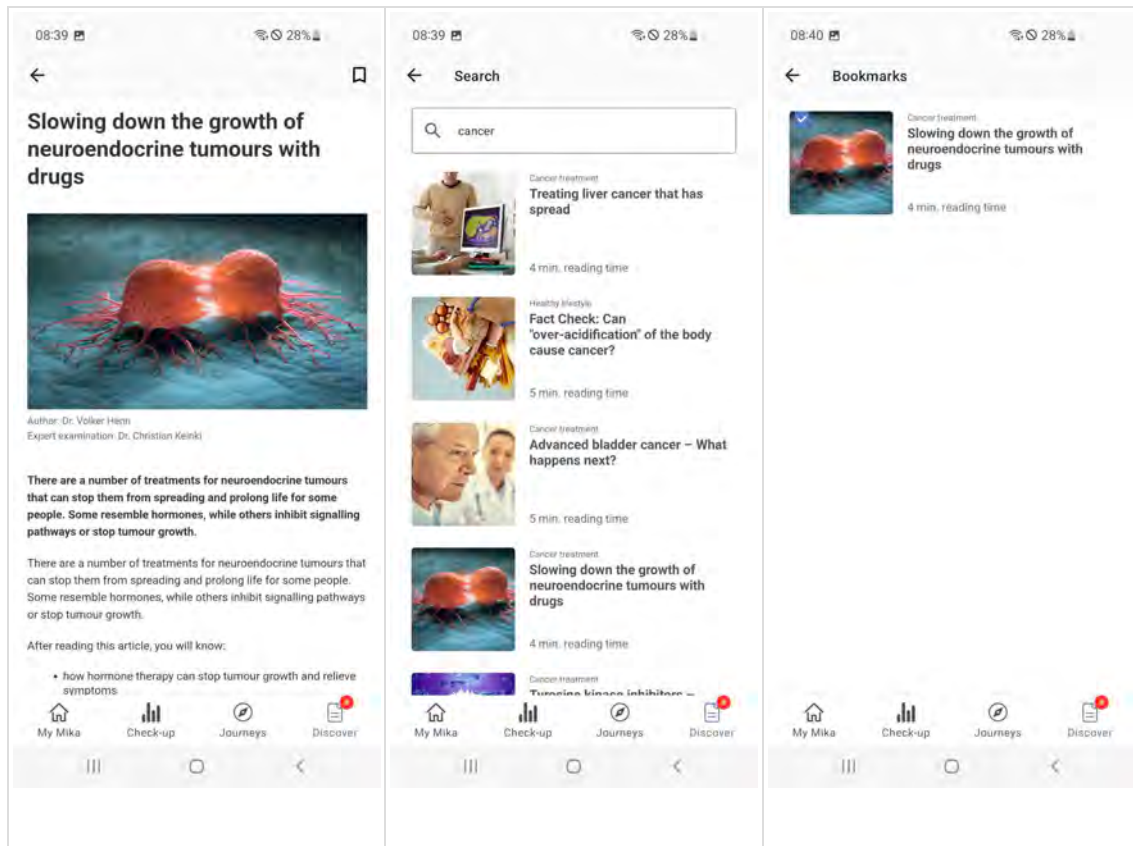 08:39
28%
Slowing down the growth of
neuroendocrine tumours with
drugs
Author: Dr. Volker Henn
Expert examination: Dr. Christian Keinki
There are a number of treatments for neuroendocrine tumours
that can stop them from spreading and prolong life for some
people. Some resemble hormones, while others inhibit signalling
pathways or stop tumour growth.
There are a number of treatments for neuroendocrine tumours that
can stop them from spreading and prolong life for some people.
Some resemble hormones, while others inhibit signalling pathways
or stop tumour growth.
After reading this article, you will know:
• how hormone therapy can stop tumour growth and relieve
symptoms
My Mika
Check-up
Journeys
Discover
08:39
28%
Search
cancer
Cancer treatment
Treating liver cancer that has
spread
4 min. reading time
Healthy lifestyle
Fact Check: Can
"over-acidification" of the body
cause cancer?
5 min. reading time
Cancer treatment
Advanced bladder cancer – What
happens next?
5 min. reading time
Cancer treatment
Slowing down the growth of
neuroendocrine tumours with
drugs
4 min. reading time
Cancer treatment
Tyrosine kinase inhibitors –
My Mika
Check-up
Journeys
Discover
08:40
28%
Bookmarks
Cancer treatment
Slowing down the growth of
neuroendocrine tumours with
drugs
4 min. reading time
My Mika
Check-up
Journeys
Discover